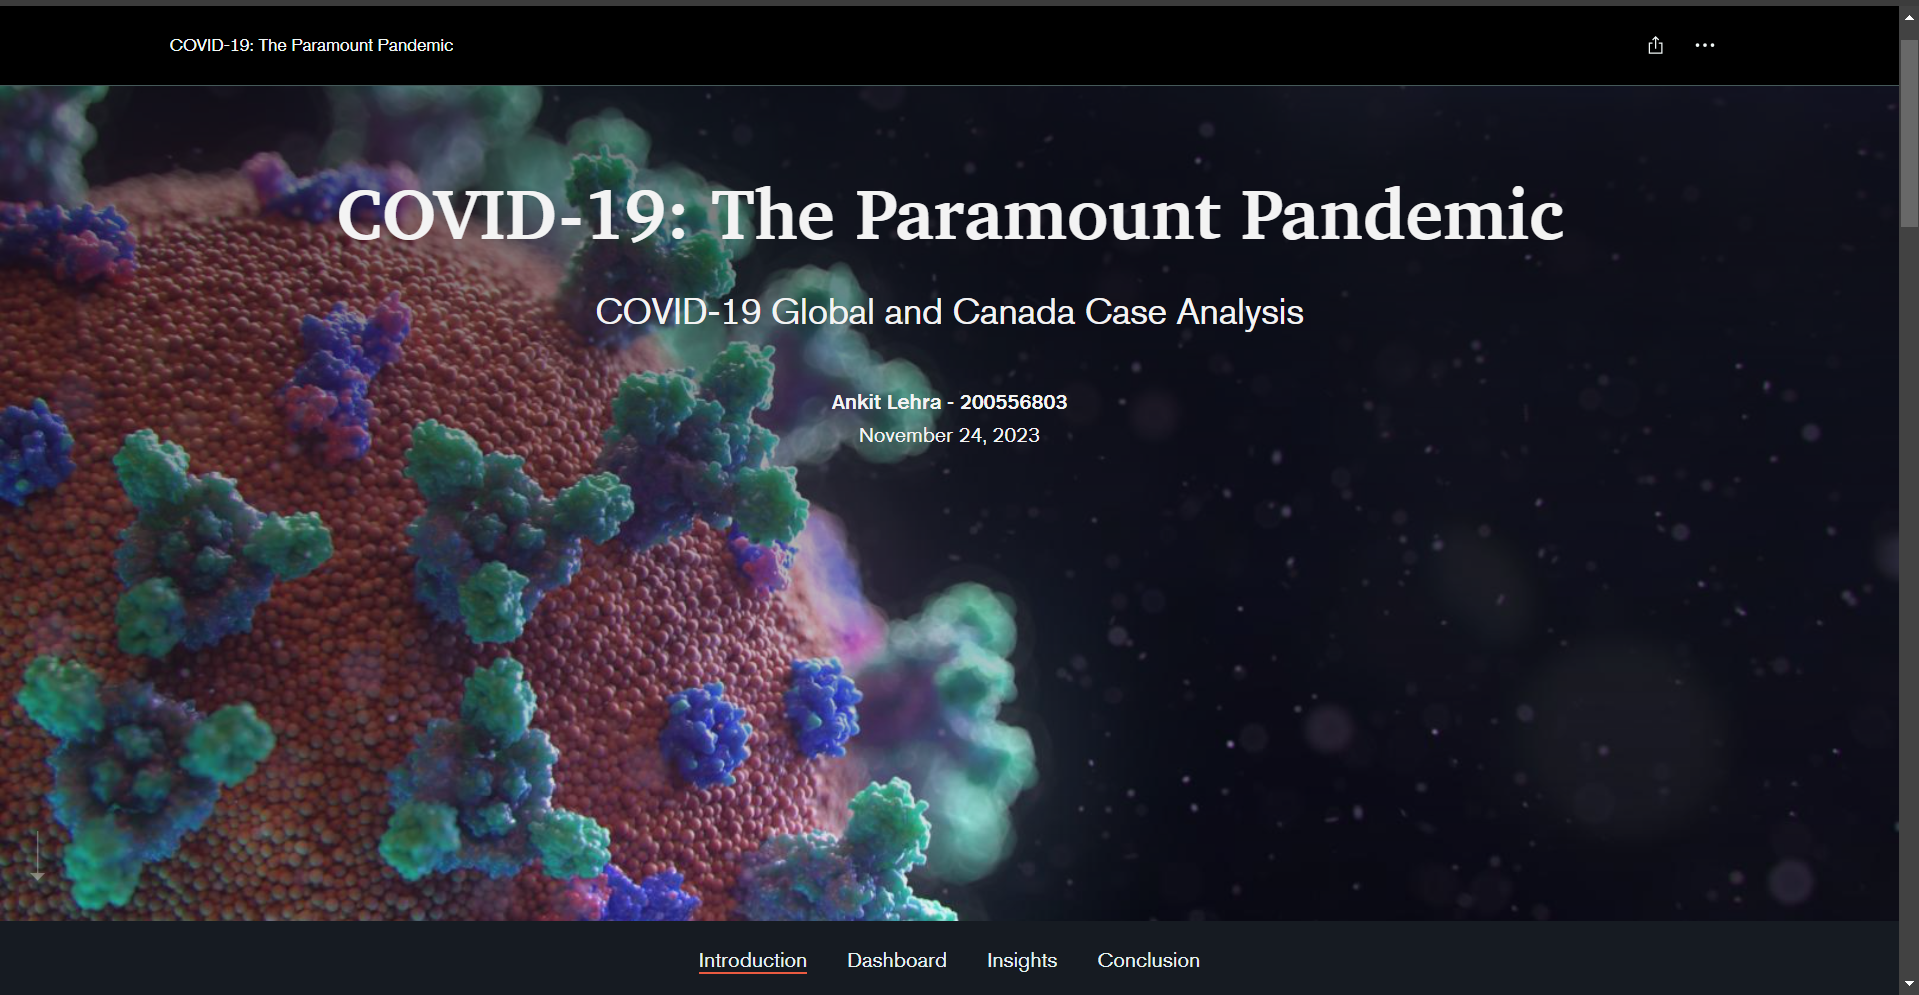 COVID-19: The Paramount Pandemic
COVID-19: The Paramount Pandemic
COVID-19 Global and Canada Case Analysis
Ankit Lehra - 200556803
November 24, 2023
Introduction Dashboard Insights Conclusion